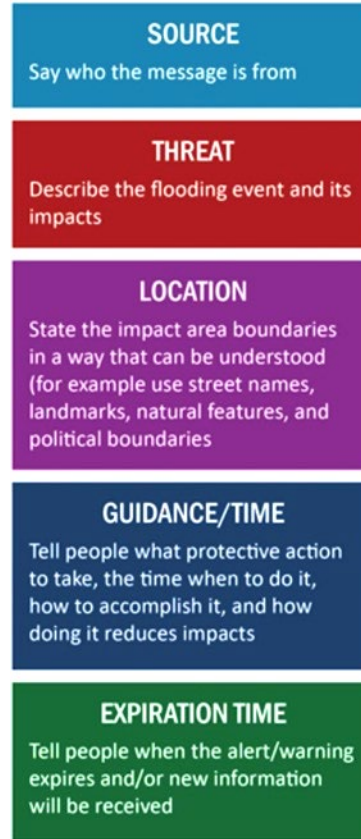 SOURCE
Say who the message is from
THREAT
Describe the flooding event and its
impacts
LOCATION
State the impact area boundaries
in a way that can be understood
(for example use street names,
landmarks, natural features, and
political boundaries
GUIDANCE/TIME
Tell people what protective action
to take, the time when to do it,
how to accomplish it, and how
doing it reduces impacts
EXPIRATION TIME
Tell people when the alert/warning
expires and/or new information
will be received